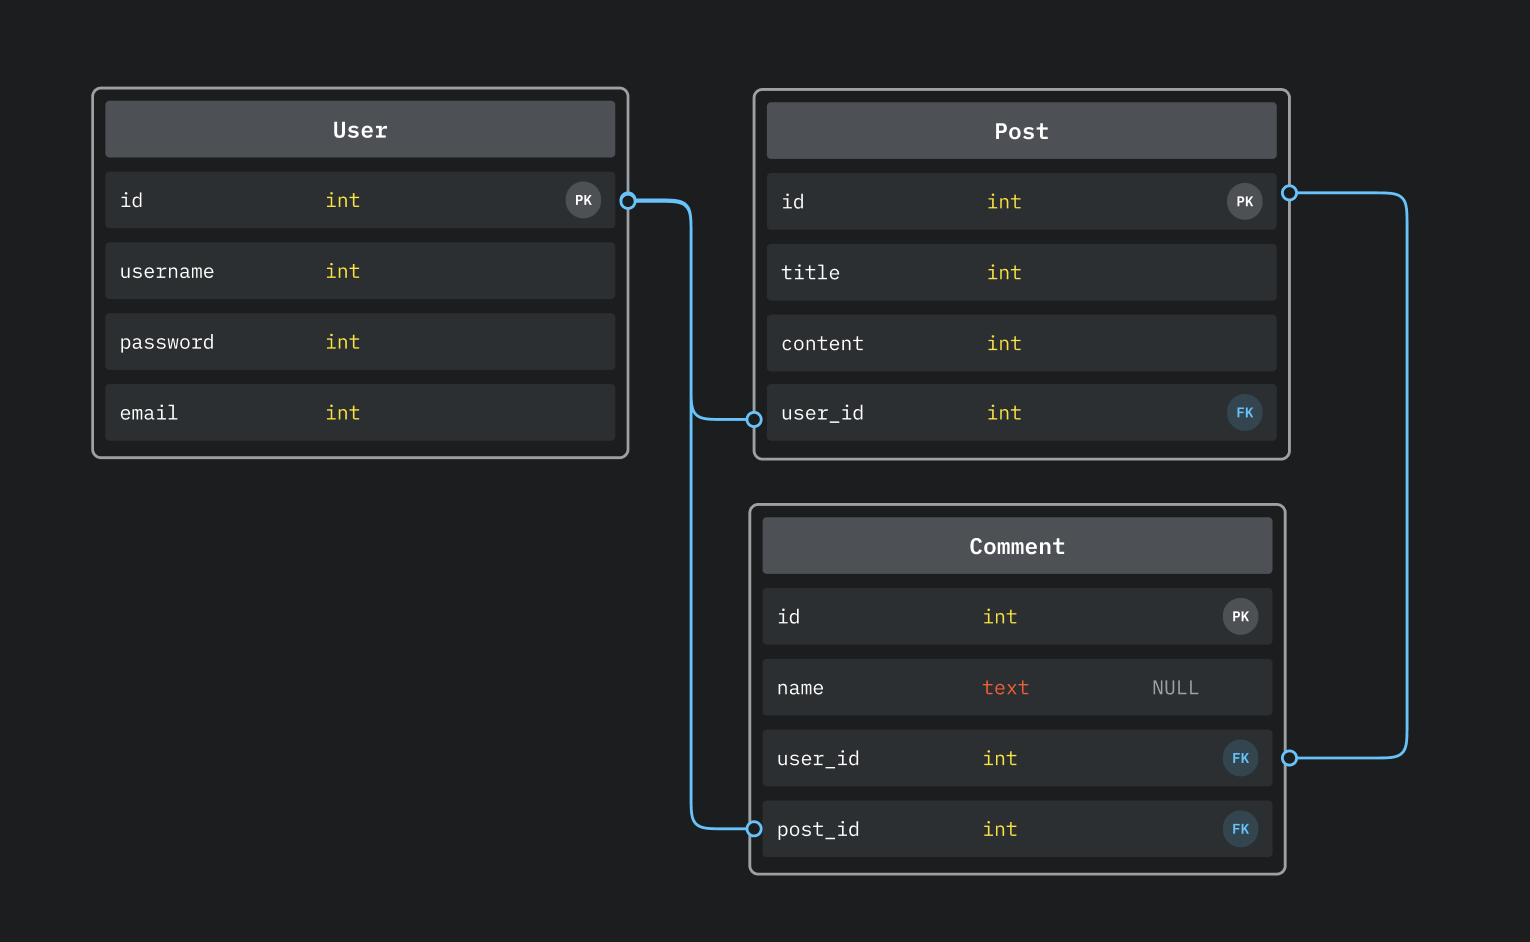 User
id int PK
username int
password int
email int
Post
id int PK
title int
content int
user_id int FK
Comment
id int PK
name text NULL
user_id int FK
post_id int FK